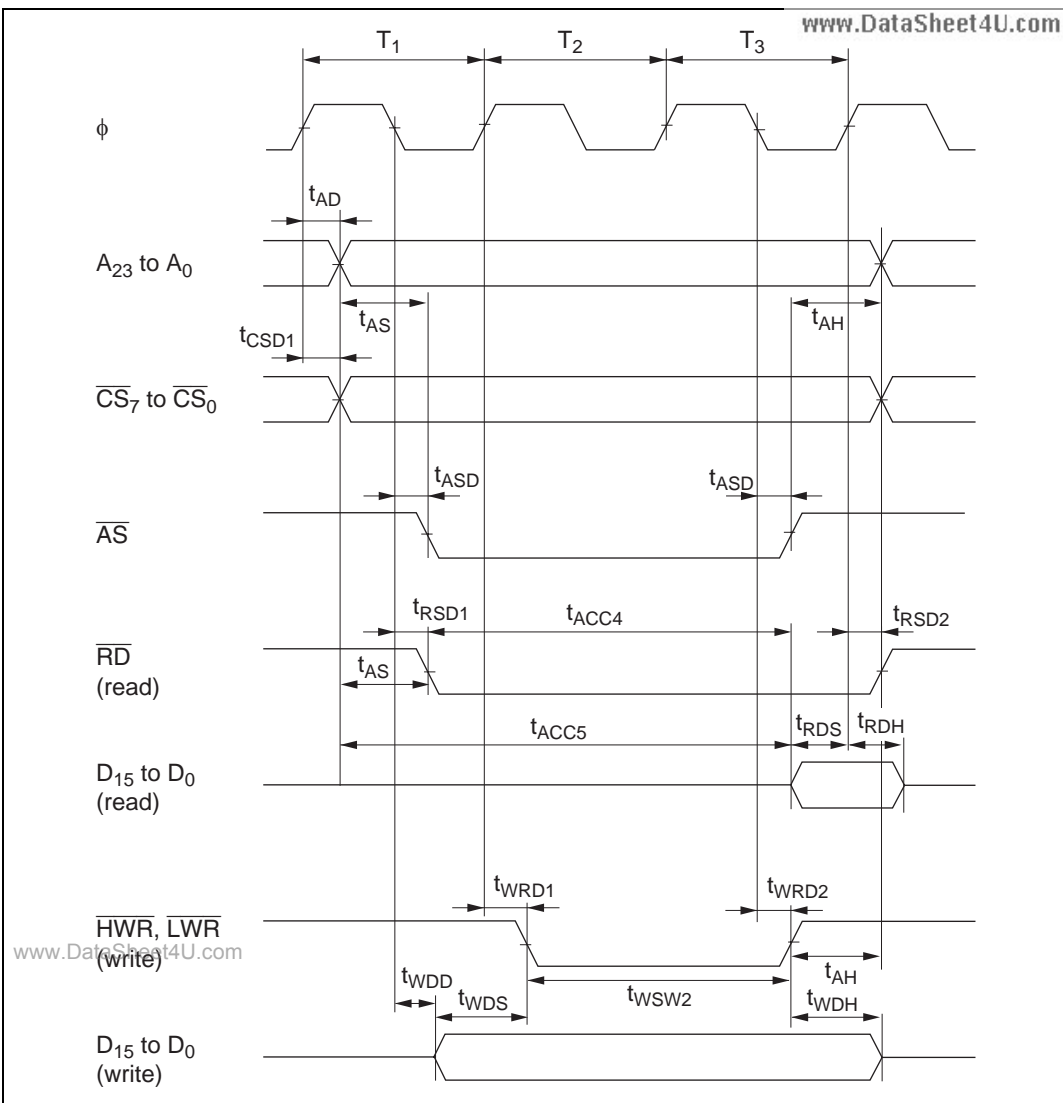 www.DataSheet4U.com
T1 T2 T3
φ
tAD
A23 to A0
tAS tAH
tCSD1
CS7 to CS0
tASD tASD
AS
tRSD1 tACC4 tRSD2
RD
(read)
tAS
tACC5 tRDS tRDH
D15 to D0
(read)
tWRD1 tWRD2
HWR, LWR
(write)
www.DataSheet4U.com
tAH
tWDD tWDS tWSW2 tWDH
D15 to D0
(write)